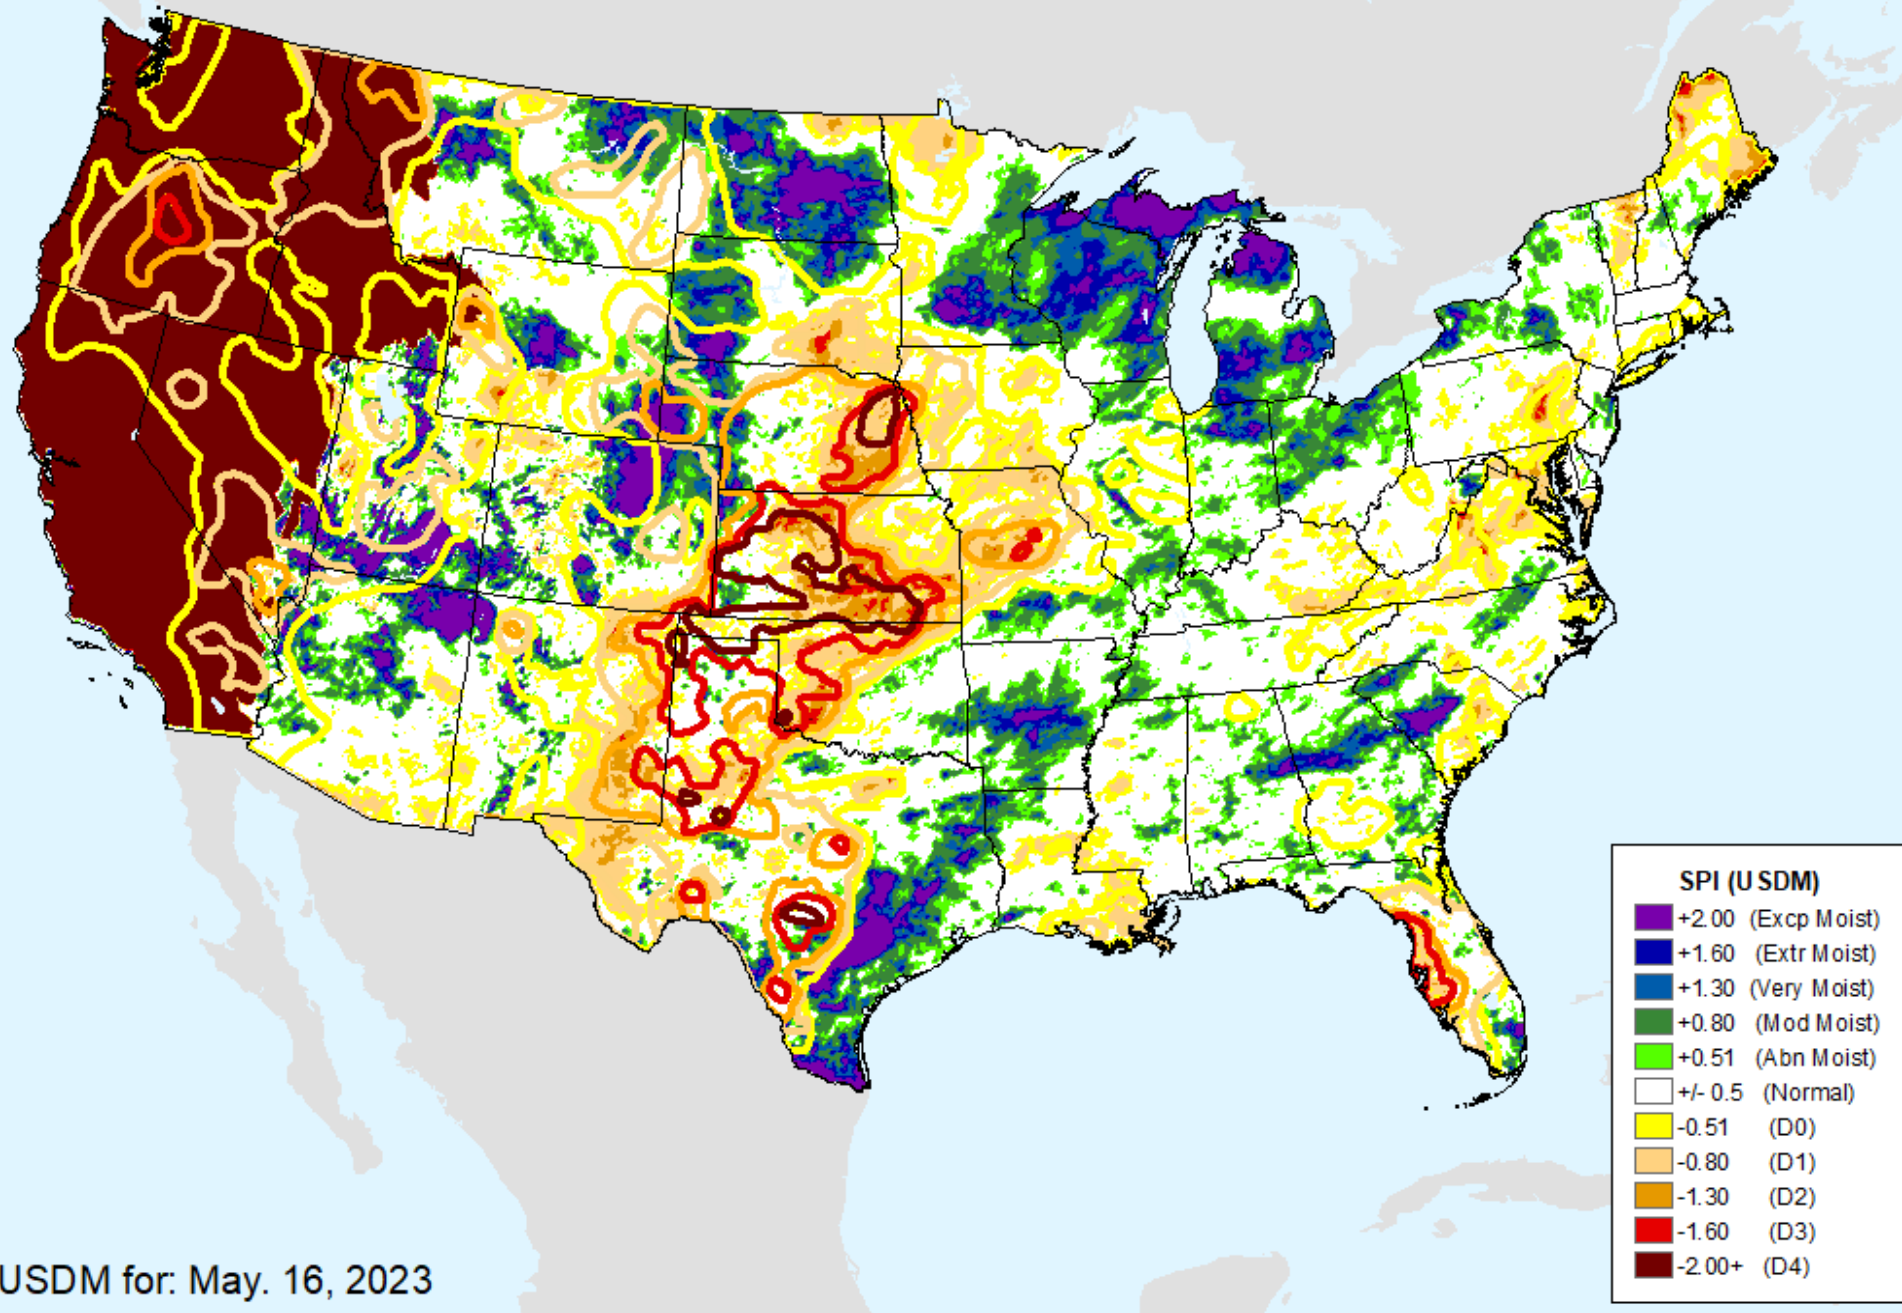 SPI (USDM)
+2.00 (Excp Moist)
+1.60 (Extr Moist)
+1.30 (Very Moist)
+0.80 (Mod Moist)
+0.51 (Abn Moist)
+/- 0.5 (Normal)
-0.51 (D0)
-0.80 (D1)
-1.30 (D2)
-1.60 (D3)
-2.00+ (D4)
USDM for: May. 16, 2023